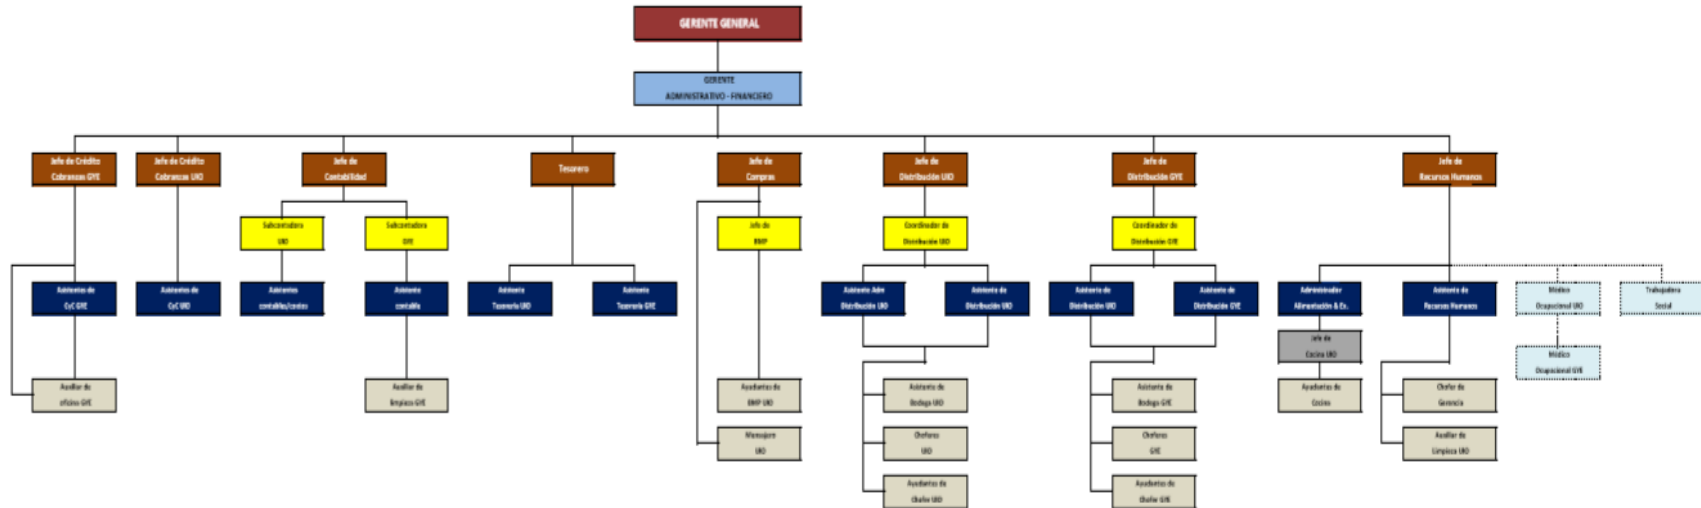 GERENTE GENERAL
GERENTE
ADMINISTRATIVO - FINANCIERO
Jefe de Crédito
Cobranzas GYE
Jefe de Crédito
Cobranzas UIO
Jefe de
Contabilidad
Tesorero
Jefe de
Compras
Jefe de
Distribución UIO
Jefe de
Distribución GYE
Jefe de
Recursos Humanos
Subcontadora
UIO
Subcontadora
GYE
Jefe de
BMP
Coordinador de
Distribución UIO
Coordinador de
Distribución GYE
Asistentes de
CyC GYE
Asistentes de
CyC UIO
Asistentes
contables/costos
Asistente
contable
Asistente
Tesorería UIO
Asistente
Tesorería GYE
Asistente Adm
Distribución UIO
Asistente de
Distribución UIO
Asistente de
Distribución UIO
Asistente de
Distribución GYE
Administrador
Alimentación & Ex.
Asistente de
Recursos Humanos
Médico
Ocupacional UIO
Trabajadora
Social
Jefe de
Cocina UIO
Médico
Ocupacional GYE
Auxiliar de
oficina GYE
Auxiliar de
limpieza GYE
Ayudantes de
BMP UIO
Asistente de
Bodega UIO
Asistente de
Bodega GYE
Ayudantes de
Cocina
Chofer de
Gerencia
Mensajero
UIO
Choferes
UIO
Choferes
GYE
Auxiliar de
Limpieza UIO
Ayudantes de
Chofer UIO
Ayudantes de
Chofer GYE